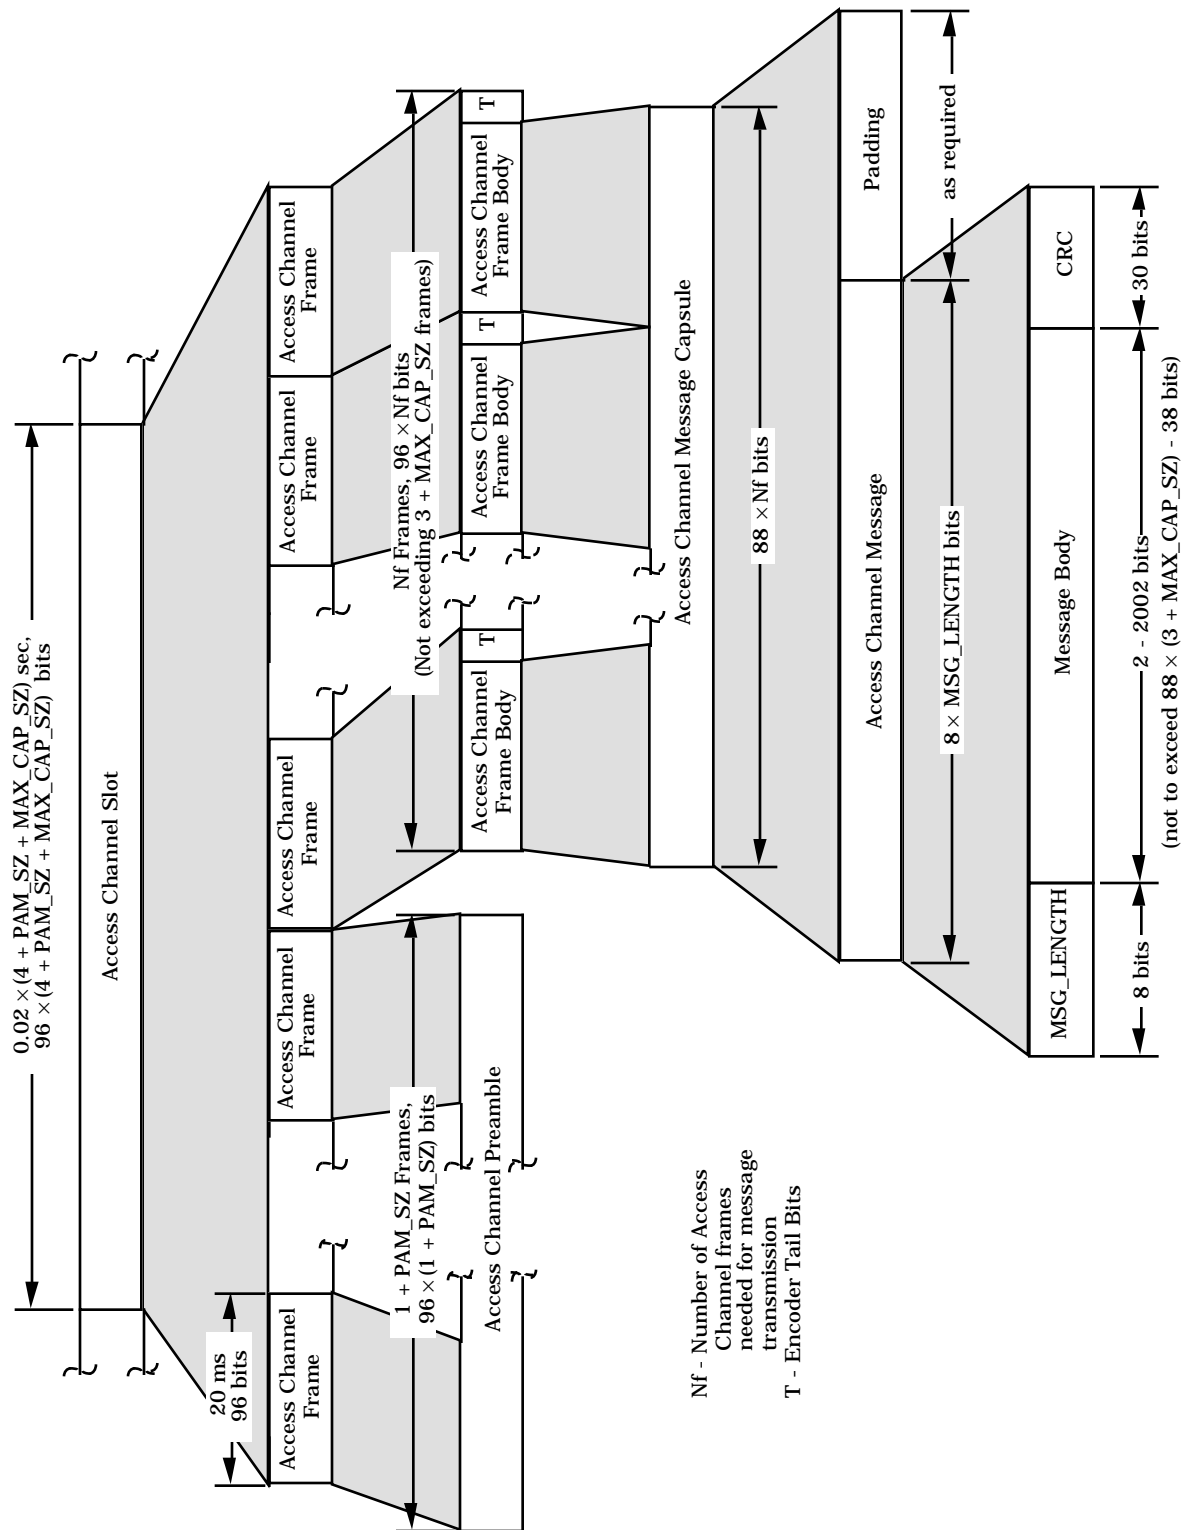 0.02 × (4 + PAM_SZ + MAX_CAP_SZ) sec,
96 × (4 + PAM_SZ + MAX_CAP_SZ) bits
Access Channel Slot
20 ms
96 bits
Access Channel
Frame
Access Channel
Frame
Access Channel
Frame
Access Channel
Frame
Access Channel
Frame
1 + PAM_SZ Frames,
96 × (1 + PAM_SZ) bits
Nf Frames, 96 × Nf bits
(Not exceeding 3 + MAX_CAP_SZ frames)
Access Channel Preamble
Access Channel
Frame Body
T
Access Channel
Frame Body
T
Access Channel
Frame Body
T
Access Channel Message Capsule
88 × Nf bits
Access Channel Message
Padding
8 × MSG_LENGTH bits
as required
MSG_LENGTH
Message Body
CRC
8 bits
2 - 2002 bits
30 bits
(not to exceed 88 × (3 + MAX_CAP_SZ) - 38 bits)
Nf - Number of Access
Channel frames
needed for message
transmission
T - Encoder Tail Bits